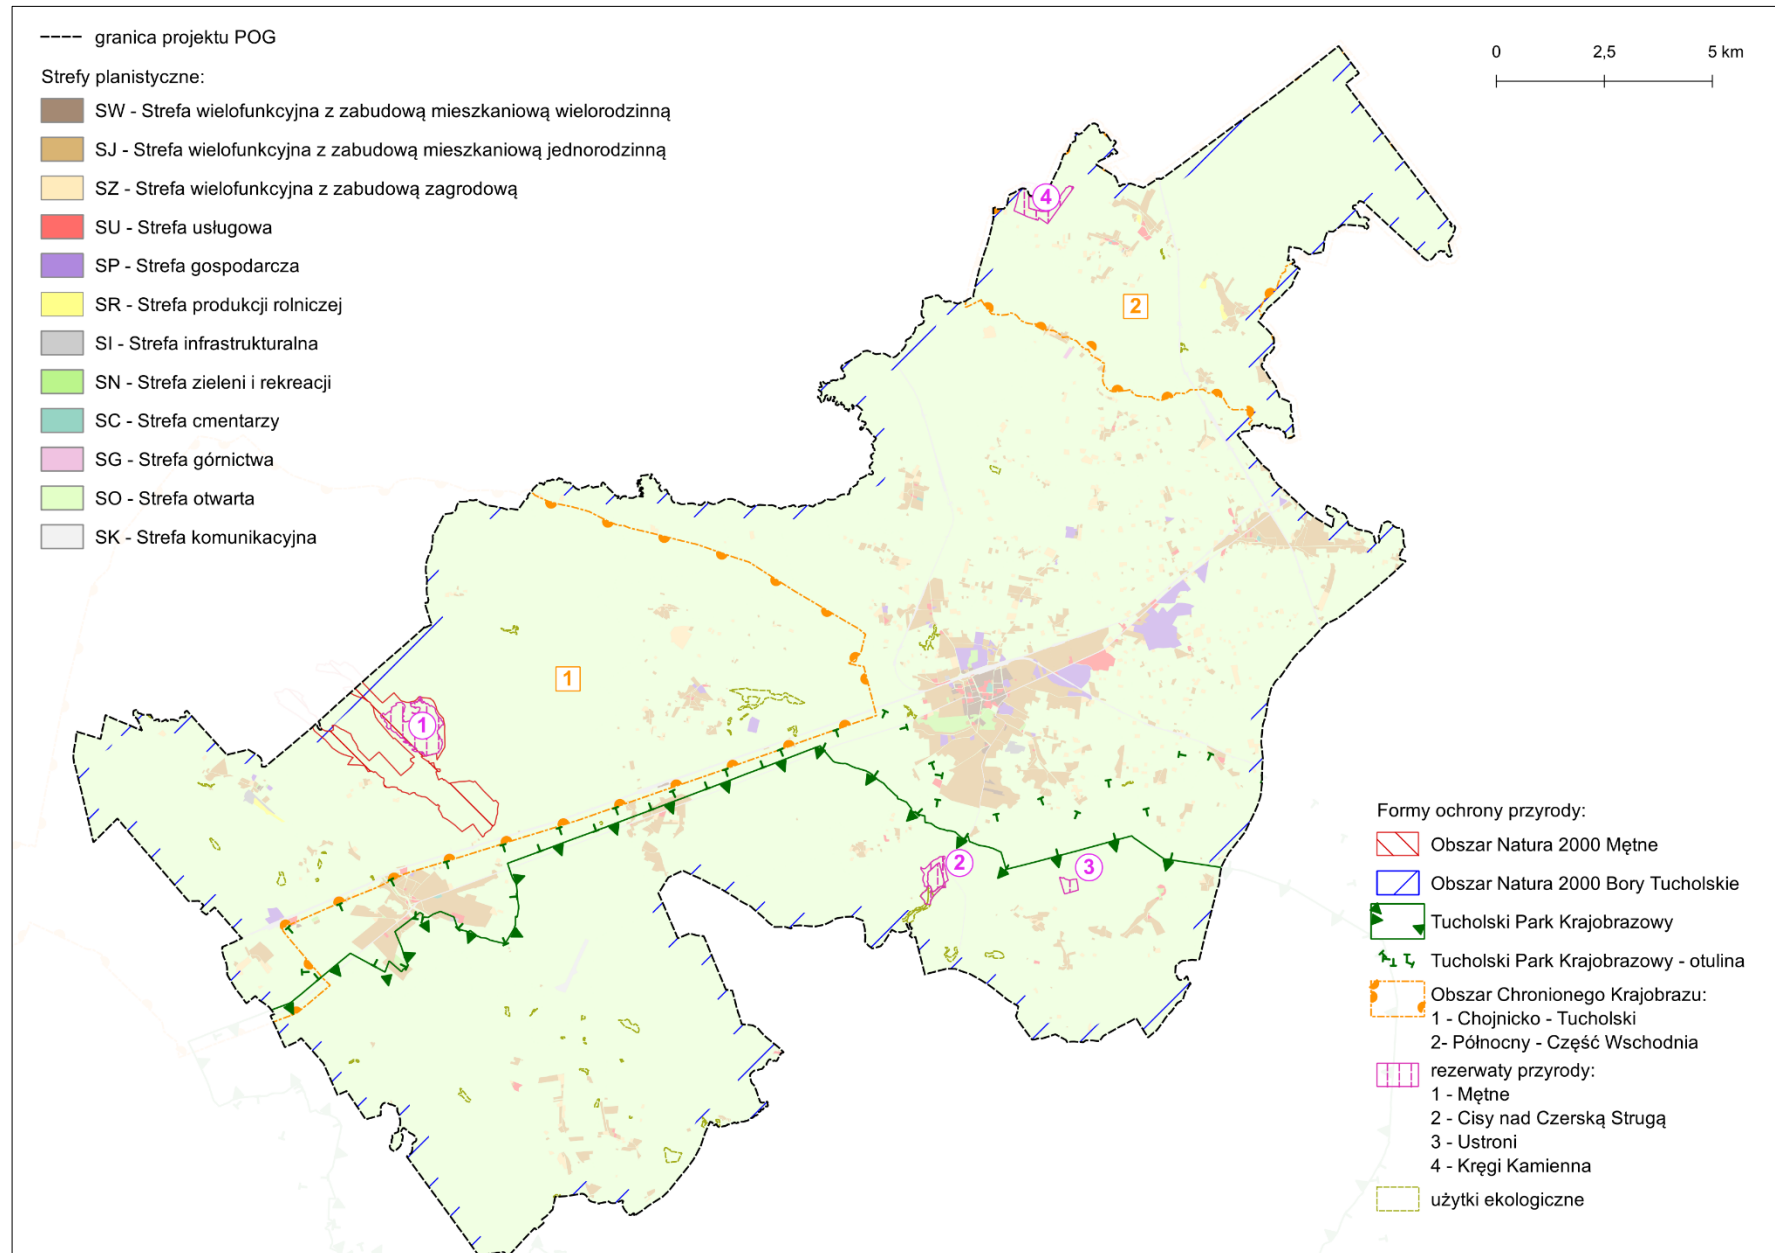 granica projektu POG
Strefy planistyczne:
SW - Strefa wielofunkcyjna z zabudową mieszkaniową wielorodzinną
SJ - Strefa wielofunkcyjna z zabudową mieszkaniową jednorodzinną
SZ - Strefa wielofunkcyjna z zabudową zagrodową
SU - Strefa usługowa
SP - Strefa gospodarcza
SR - Strefa produkcji rolniczej
SI - Strefa infrastrukturalna
SN - Strefa zieleni i rekreacji
SC - Strefa cmentarzy
SG - Strefa górnictwa
SO - Strefa otwarta
SK - Strefa komunikacyjna
0 2,5 5 km
4
2
1
1
2
3
Formy ochrony przyrody:
Obszar Natura 2000 Mętne
Obszar Natura 2000 Bory Tucholskie
Tucholski Park Krajobrazowy
Tucholski Park Krajobrazowy - otulina
Obszar Chronionego Krajobrazu:
1 - Chojnicko - Tucholski
2- Północny - Część Wschodnia
rezerwaty przyrody:
1 - Mętne
2 - Cisy nad Czerską Strugą
3 - Ustroni
4 - Kręgi Kamienna
użytki ekologiczne